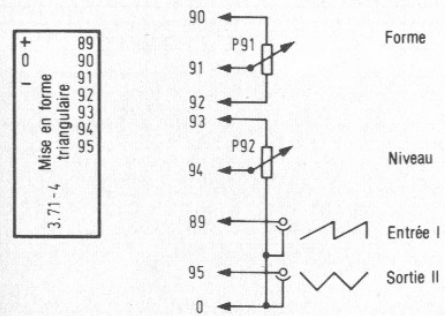 +
0
–
89
90
91
92
93
94
95
Mise en forme
triangulaire
3.71-4
90
P91
Forme
91
92
93
P92
Niveau
94
89
Entrée I
95
Sortie II
0